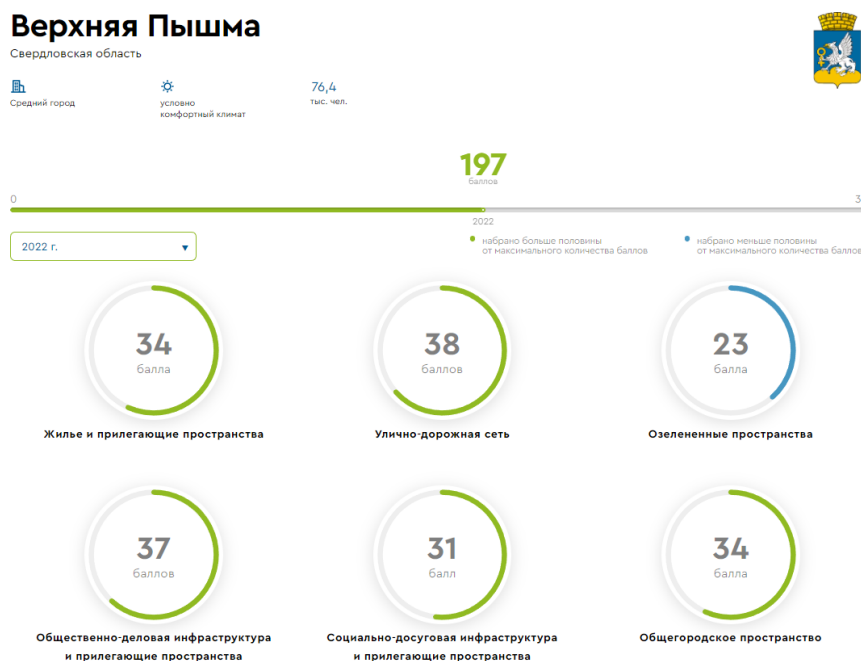 Верхняя Пышма
Свердловская область
Средний город
условно
комфортный климат
76,4
тыс. чел.
197
баллов
0
3
2022
2022 г.
набрано больше половины
от максимального количества баллов
набрано меньше половины
от максимального количества баллов
34
балла
Жилье и прилегающие пространства
38
баллов
Улично-дорожная сеть
23
балла
Озелененные пространства
37
баллов
Общественно-деловая инфраструктура
и прилегающие пространства
31
балл
Социально-досуговая инфраструктура
и прилегающие пространства
34
балла
Общегородское пространство